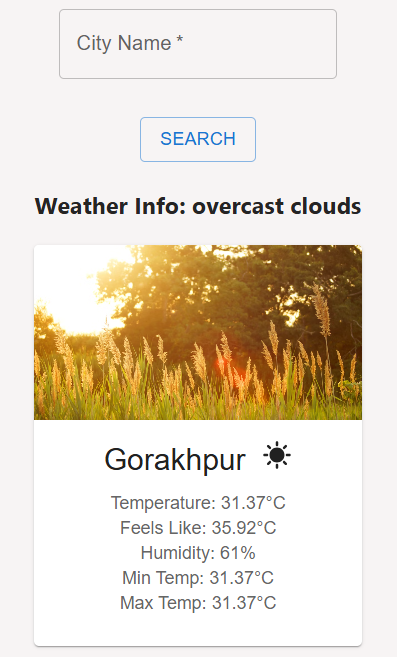 City Name *
SEARCH
Weather Info: overcast clouds
Gorakhpur
Temperature: 31.37°C
Feels Like: 35.92°C
Humidity: 61%
Min Temp: 31.37°C
Max Temp: 31.37°C